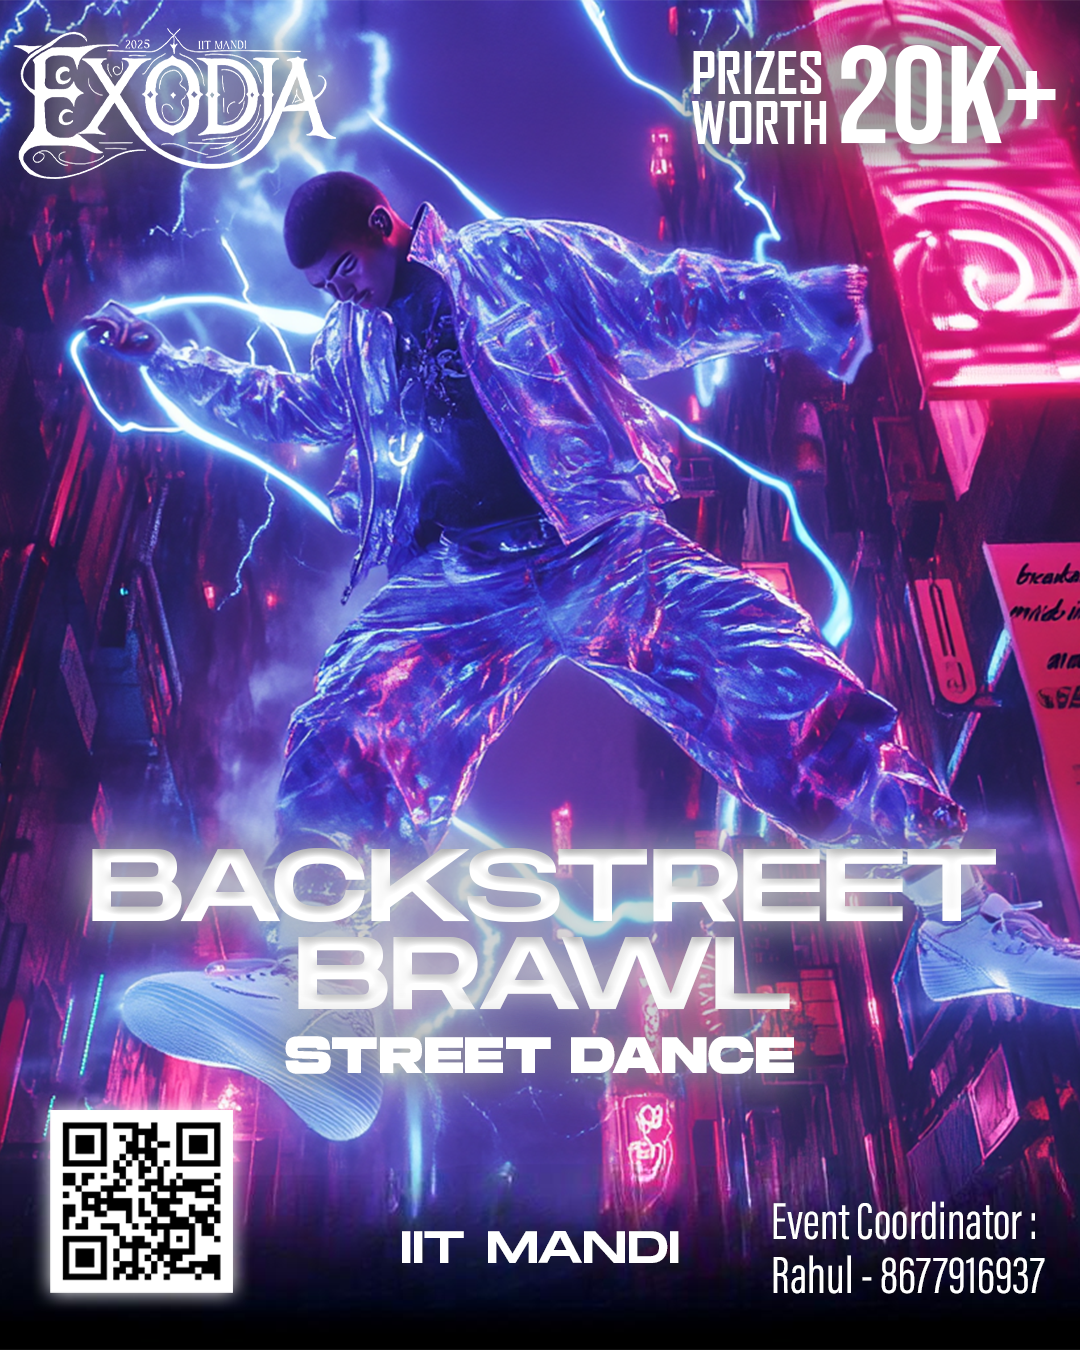 2025 IIT MANDI
EXODIA
PRIZES
WORTH 20K+
BACKSTREET
BRAWL
STREET DANCE
IIT MANDI
Event Coordinator :
Rahul - 8677916937